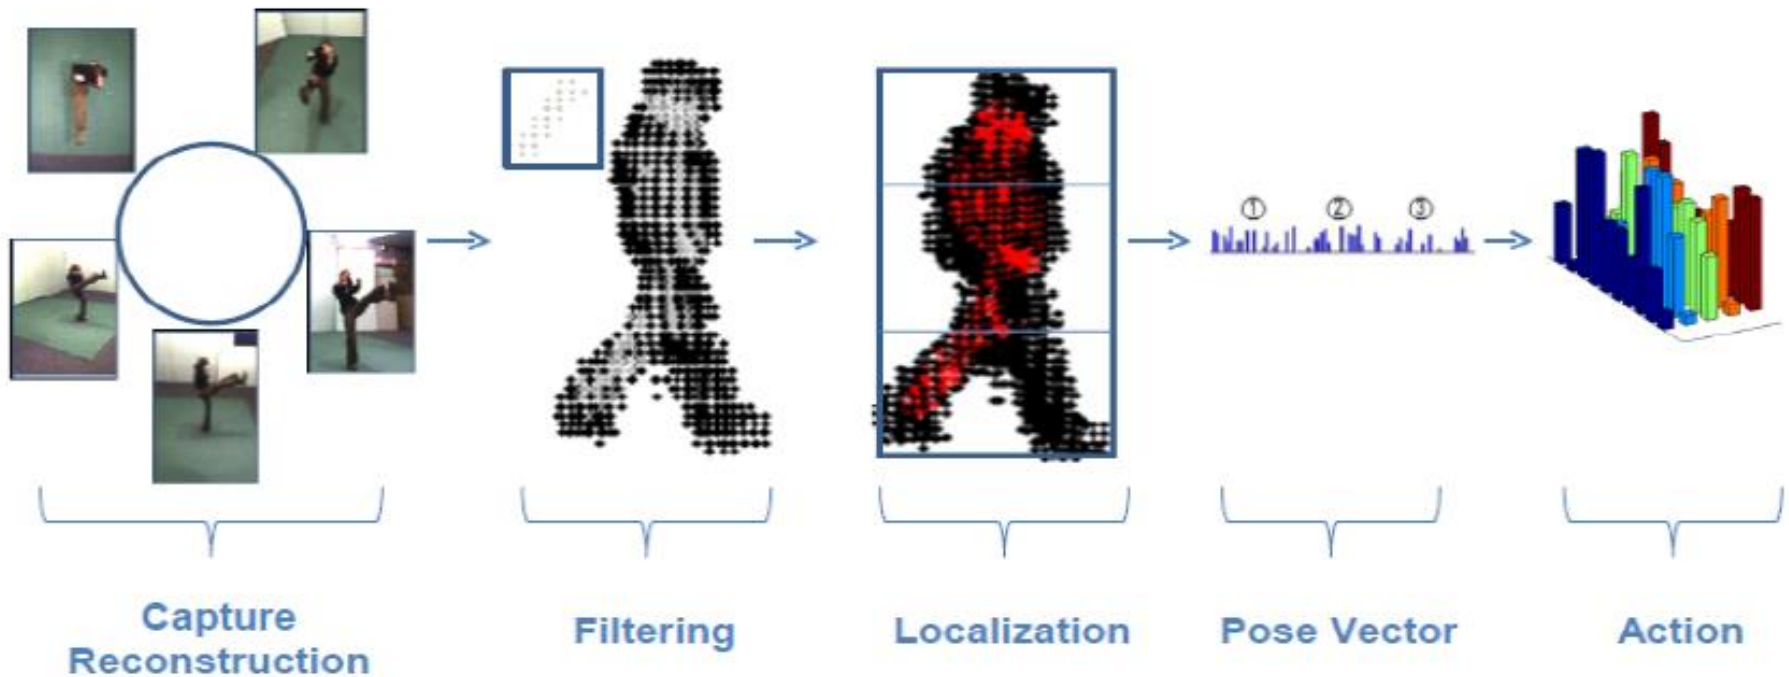 ① ② ③
Capture
Reconstruction
Filtering
Localization
Pose Vector
Action